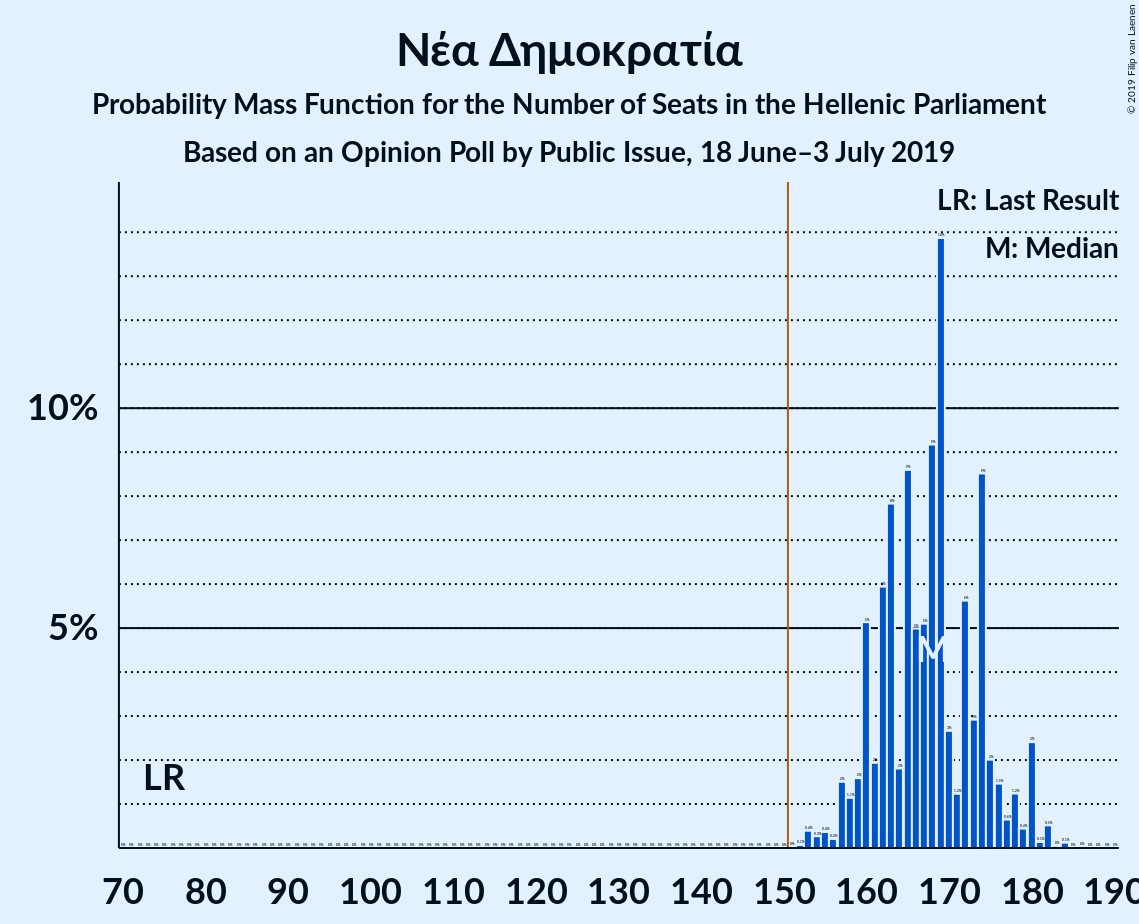 Νέα Δημοκρατία
Probability Mass Function for the Number of Seats in the Hellenic Parliament
Based on an Opinion Poll by Public Issue, 18 June–3 July 2019
© 2019 Filip van Laenen
LR: Last Result
M: Median
10%
5%
M
LR
70 80 90 100 110 120 130 140 150 160 170 180 190